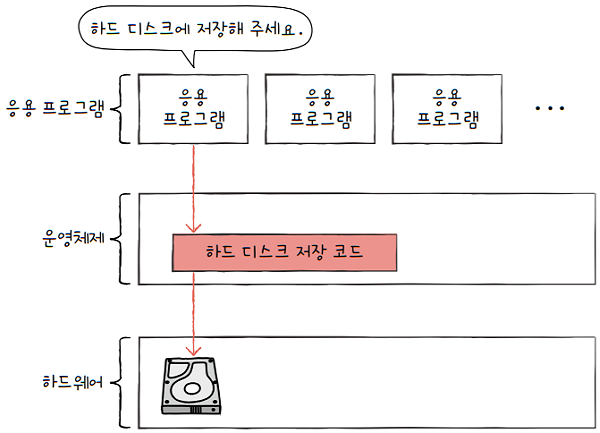 하드 디스크에 저장해 주세요.
응용 프로그램
응용
프로그램
응용
프로그램
응용
프로그램
...
운영체제
하드 디스크 저장 코드
하드웨어